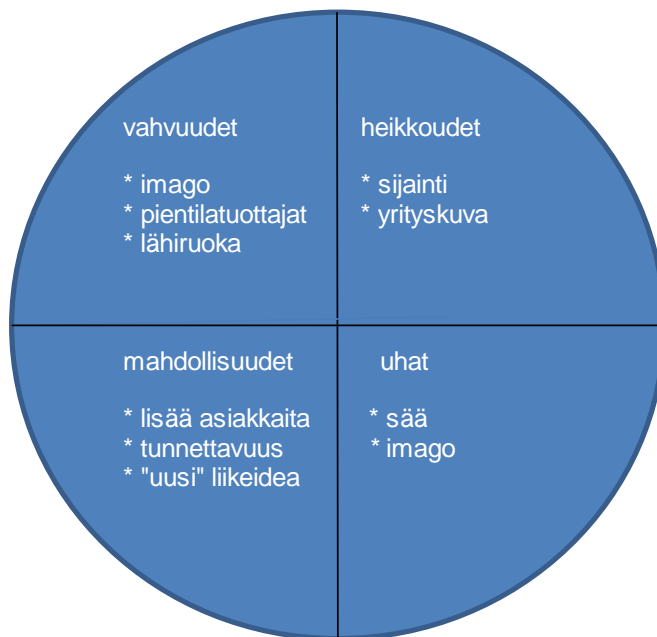 vahvuudet
* imago
* pientilatuottajat
* lähiruoka
heikkoudet
* sijainti
* yrityskuva
mahdollisuudet
* lisää asiakkaita
* tunnettavuus
* "uusi" liikeidea
uhat
* sää
* imago